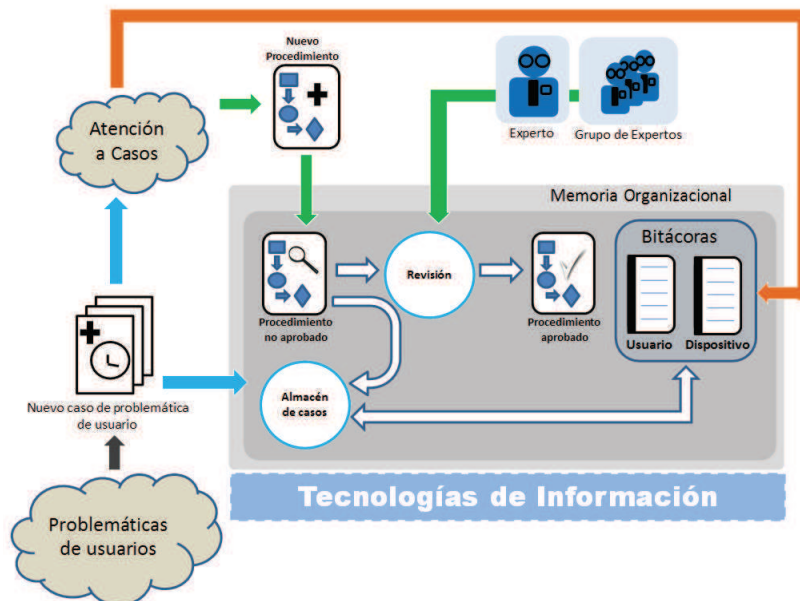 Nuevo
Procedimiento
Experto
Grupo de Expertos
Atención
a Casos
Memoria Organizacional
Bitácoras
Revisión
Procedimiento
no aprobado
Procedimiento
aprobado
Usuario
Dispositivo
Almacén
de casos
Nuevo caso de problemática
de usuario
Tecnologías de Información
Problemáticas
de usuarios